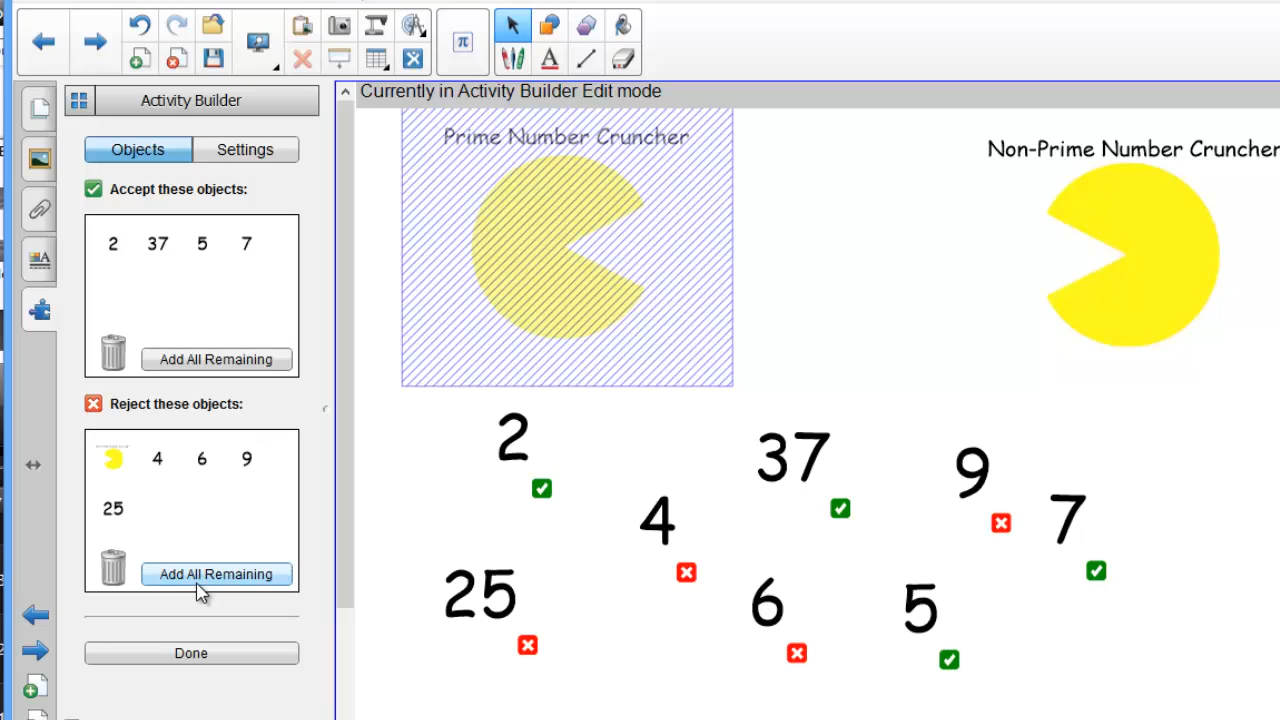 π
A
Activity Builder
Currently in Activity Builder Edit mode
Objects Settings
Accept these objects:
2 37 5 7
Add All Remaining
Reject these objects:
4 6 9
25
Add All Remaining
Done
Prime Number Cruncher
Non-Prime Number Cruncher
2 37 9
4 7
25 6 5